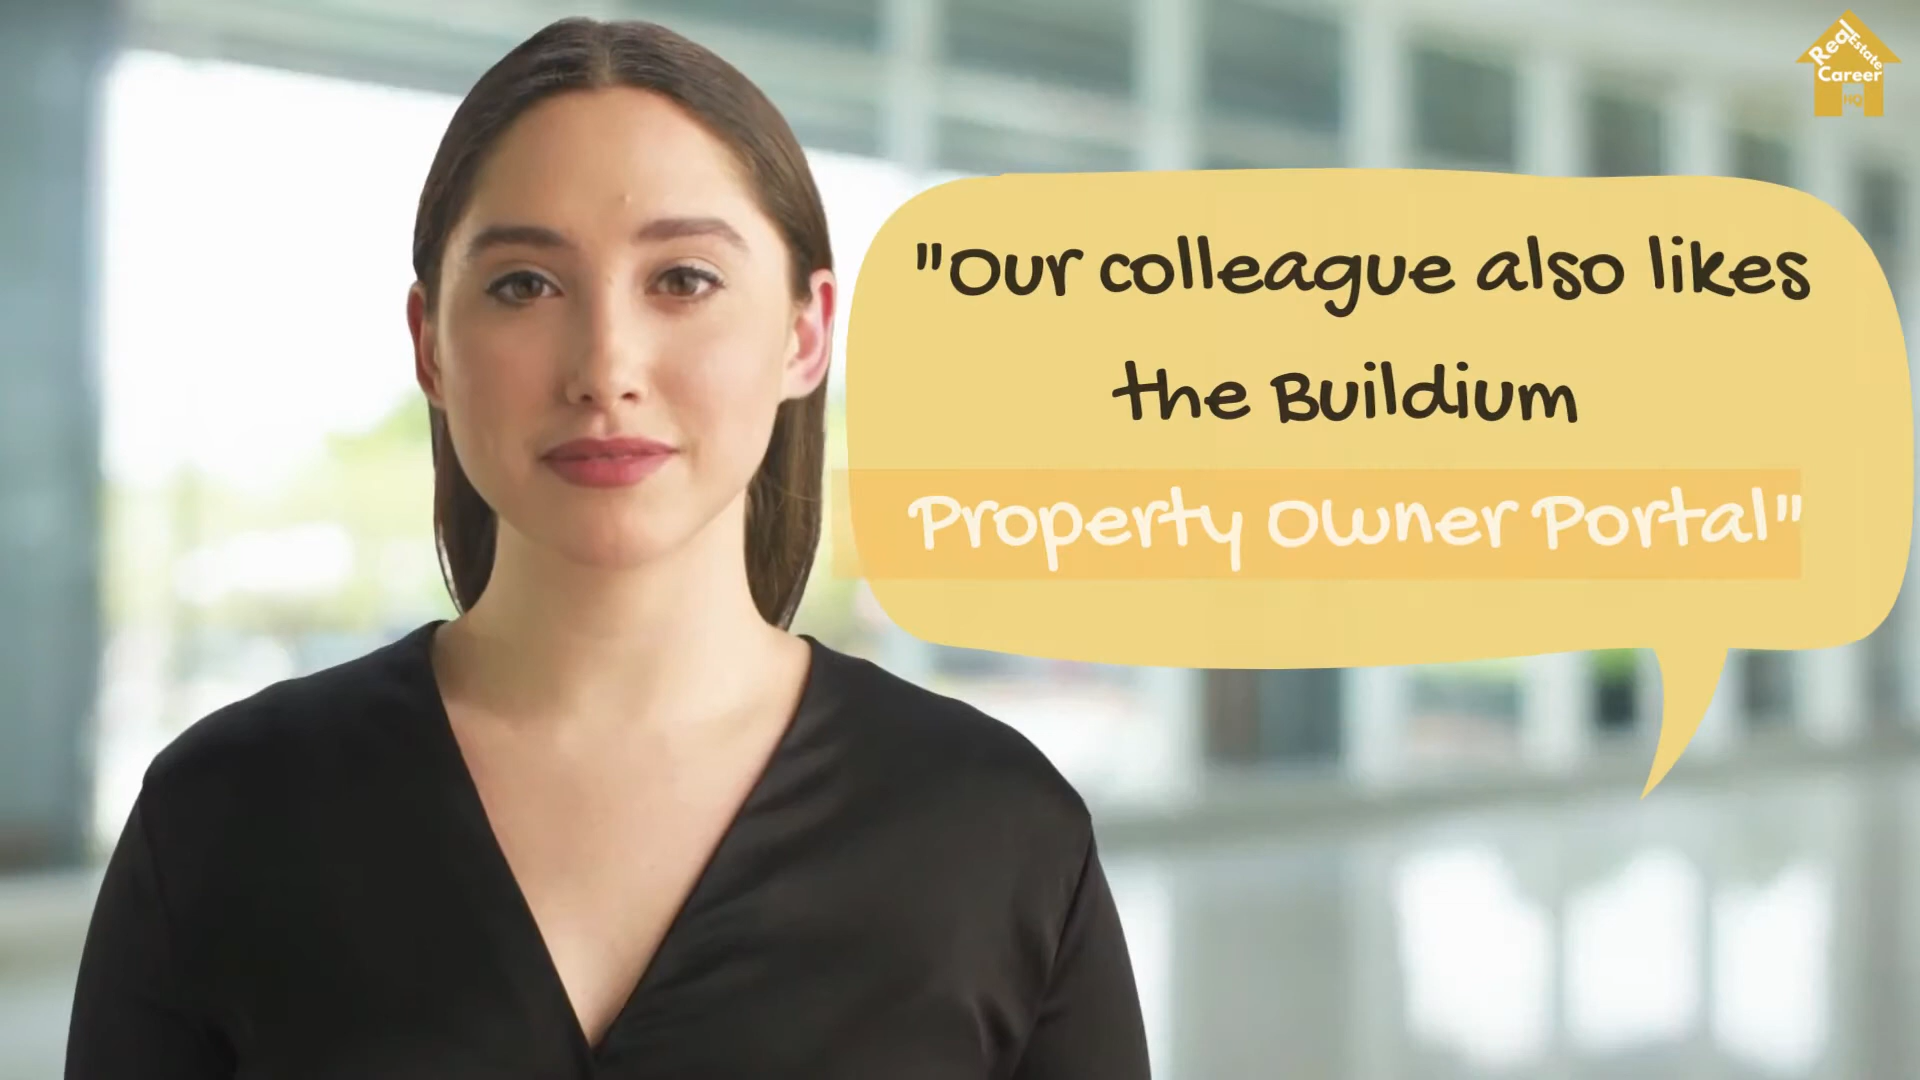 Real
Estate
Career
HQ
"Our colleague also likes
the Buildium
Property Owner Portal"